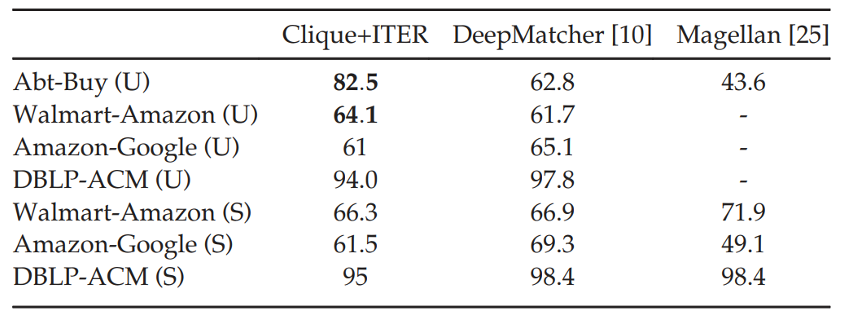 Clique+ITER DeepMatcher [10] Magellan [25]
Abt-Buy (U) 82.5 62.8 43.6
Walmart-Amazon (U) 64.1 61.7 -
Amazon-Google (U) 61 65.1 -
DBLP-ACM (U) 94.0 97.8 -
Walmart-Amazon (S) 66.3 66.9 71.9
Amazon-Google (S) 61.5 69.3 49.1
DBLP-ACM (S) 95 98.4 98.4